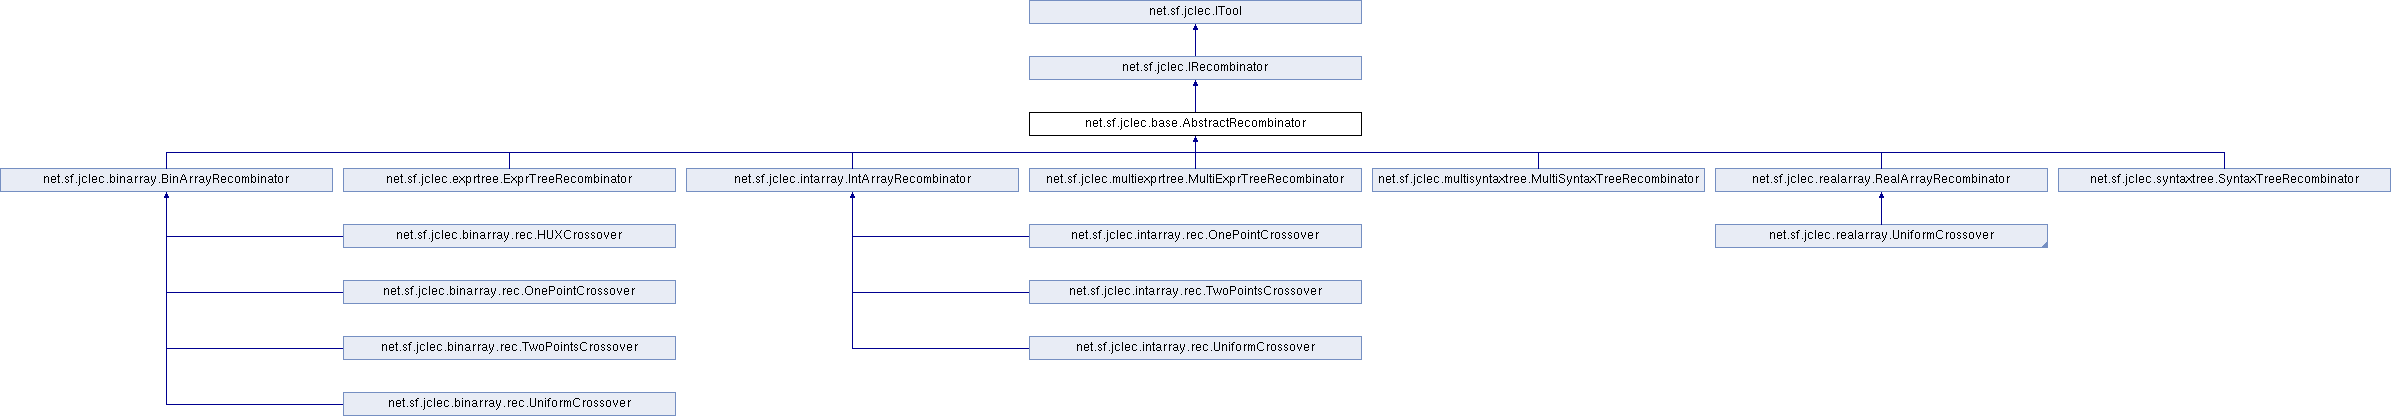 net.sf.jclec.ITool
net.sf.jclec.IRecombinator
net.sf.jclec.base.AbstractRecombinator
net.sf.jclec.binarray.BinArrayRecombinator
net.sf.jclec.exprtree.ExprTreeRecombinator
net.sf.jclec.intarray.IntArrayRecombinator
net.sf.jclec.multiexprtree.MultiExprTreeRecombinator
net.sf.jclec.multisyntaxtree.MultiSyntaxTreeRecombinator
net.sf.jclec.realarray.RealArrayRecombinator
net.sf.jclec.syntaxtree.SyntaxTreeRecombinator
net.sf.jclec.binarray.rec.HUXCrossover
net.sf.jclec.intarray.rec.OnePointCrossover
net.sf.jclec.realarray.UniformCrossover
net.sf.jclec.binarray.rec.OnePointCrossover
net.sf.jclec.intarray.rec.TwoPointsCrossover
net.sf.jclec.binarray.rec.TwoPointsCrossover
net.sf.jclec.intarray.rec.UniformCrossover
net.sf.jclec.binarray.rec.UniformCrossover